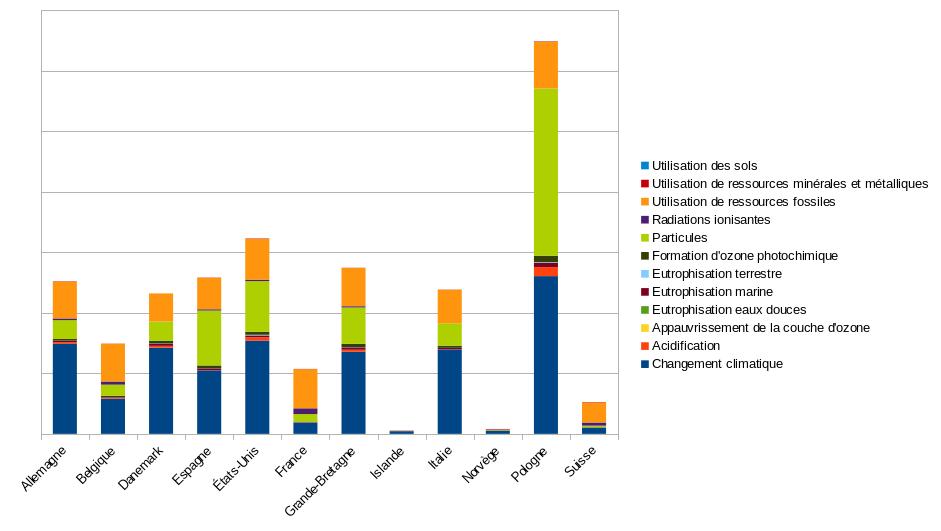 Utilisation des sols
Utilisation de ressources minérales et métalliques
Utilisation de ressources fossiles
Radiations ionisantes
Particules
Formation d'ozone photochimique
Eutrophisation terrestre
Eutrophisation marine
Eutrophisation eaux douces
Appauvrissement de la couche d'ozone
Acidification
Changement climatique
Allemagne
Belgique
Danemark
Espagne
États-Unis
France
Grande-Bretagne
Islande
Italie
Norvège
Pologne
Suisse